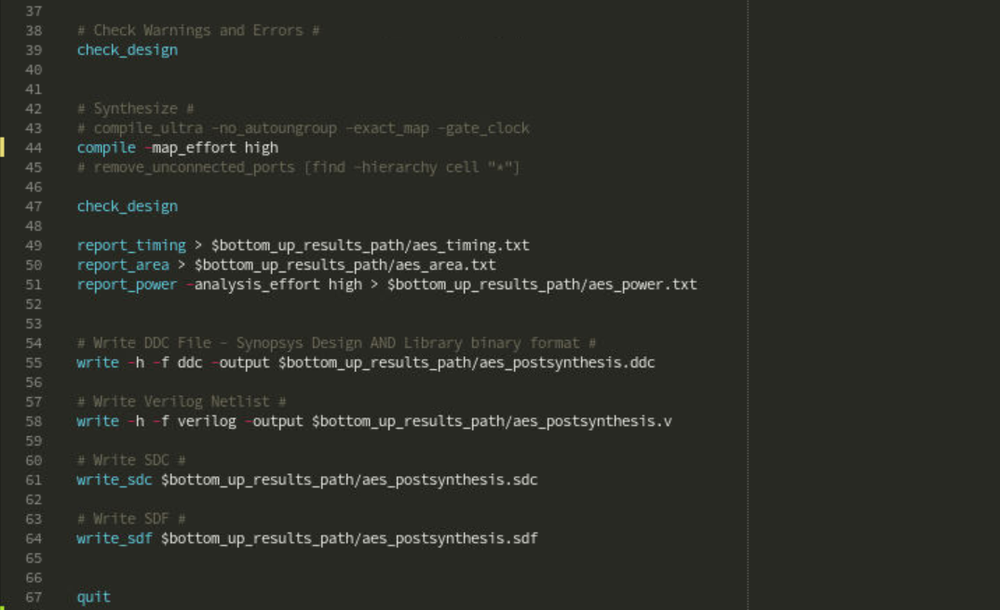 37
38 # Check Warnings and Errors #
39 check_design
40
41
42 # Synthesize #
43 # compile_ultra -no_autoungroup -exact_map -gate_clock
44 compile -map_effort high
45 # remove_unconnected_ports [find -hierarchy cell "*"]
46
47 check_design
48
49 report_timing > $bottom_up_results_path/aes_timing.txt
50 report_area > $bottom_up_results_path/aes_area.txt
51 report_power -analysis_effort high > $bottom_up_results_path/aes_power.txt
52
53
54 # Write DDC File - Synopsys Design AND Library binary format #
55 write -h -f ddc -output $bottom_up_results_path/aes_postsynthesis.ddc
56
57 # Write Verilog Netlist #
58 write -h -f verilog -output $bottom_up_results_path/aes_postsynthesis.v
59
60 # Write SDC #
61 write_sdc $bottom_up_results_path/aes_postsynthesis.sdc
62
63 # Write SDF #
64 write_sdf $bottom_up_results_path/aes_postsynthesis.sdf
65
66
67 quit